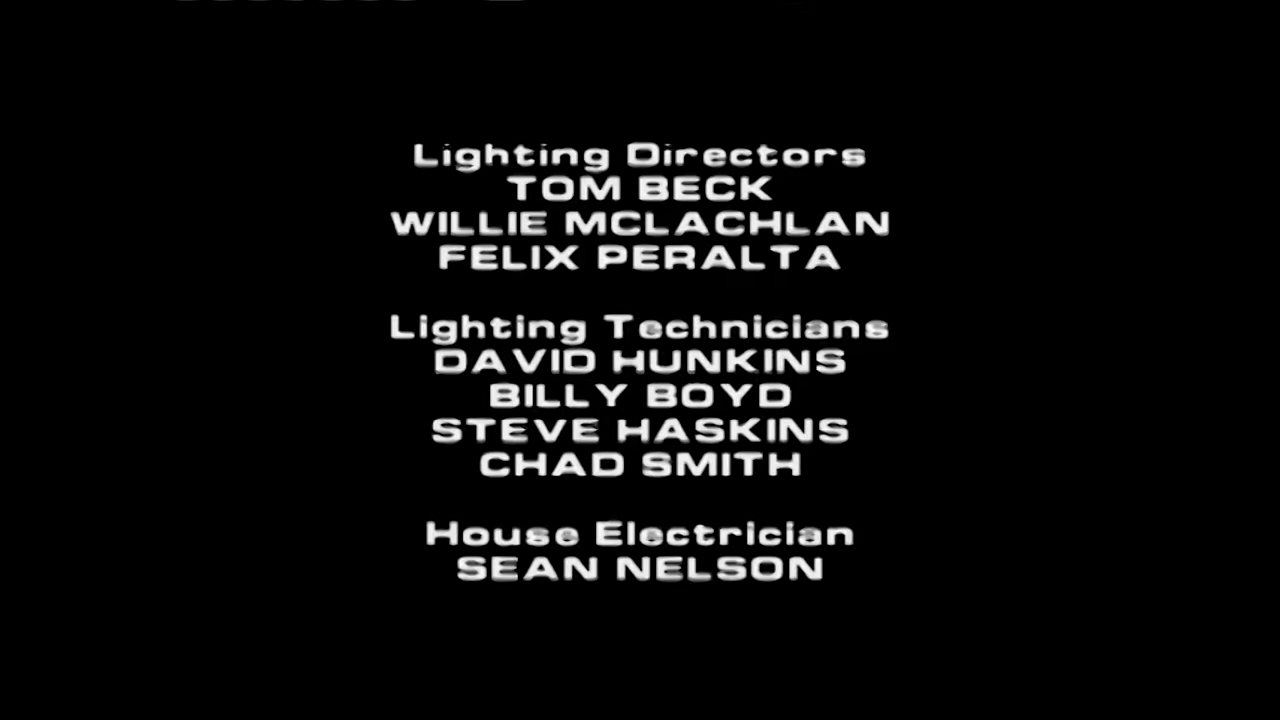 Lighting Directors
TOM BECK
WILLIE MCLACHLAN
FELIX PERALTA
Lighting Technicians
DAVID HUNKINS
BILLY BOYD
STEVE HASKINS
CHAD SMITH
House Electrician
SEAN NELSON